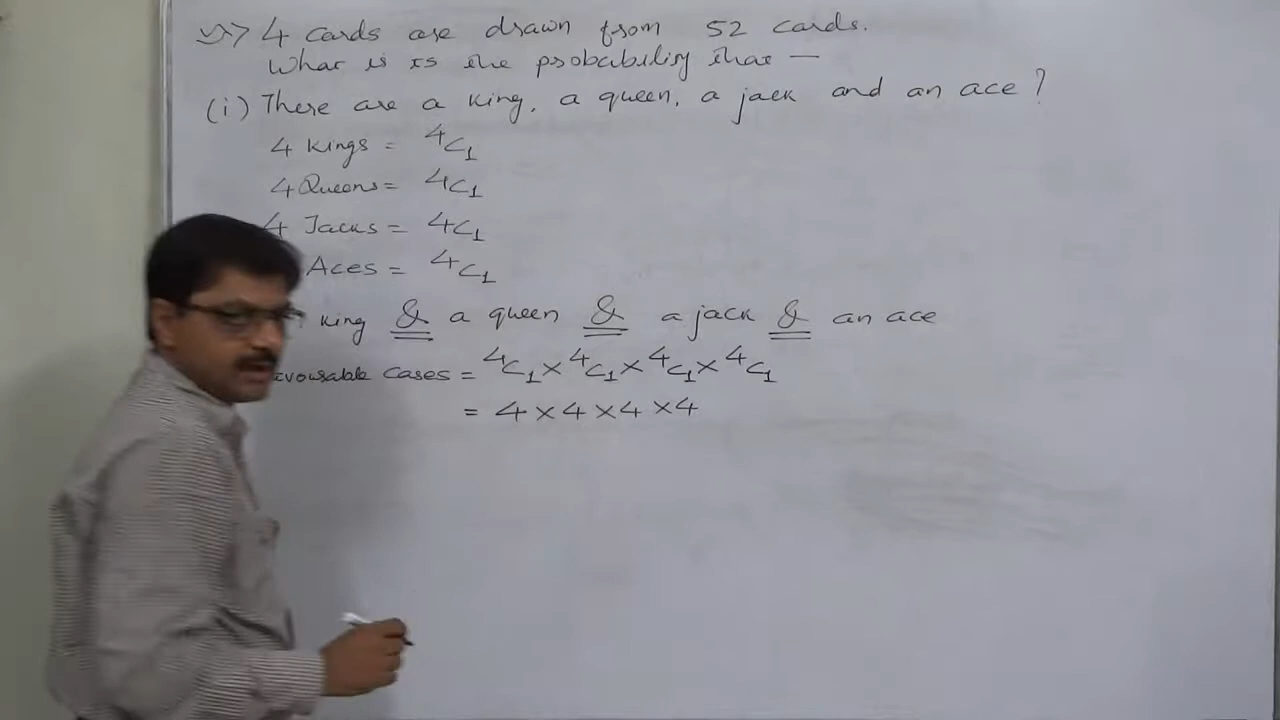 4 cards are drawn from 52 cards.
What is is the probability that —
(i) There are a king, a queen, a jack and an ace ?
4 Kings = ⁴C₁
4 Queens = ⁴C₁
4 Jacks = ⁴C₁
Aces = ⁴C₁
king & a queen & a jack & an ace
cases = ⁴C₁ × ⁴C₁ × ⁴C₁ × ⁴C₁
= 4 × 4 × 4 × 4